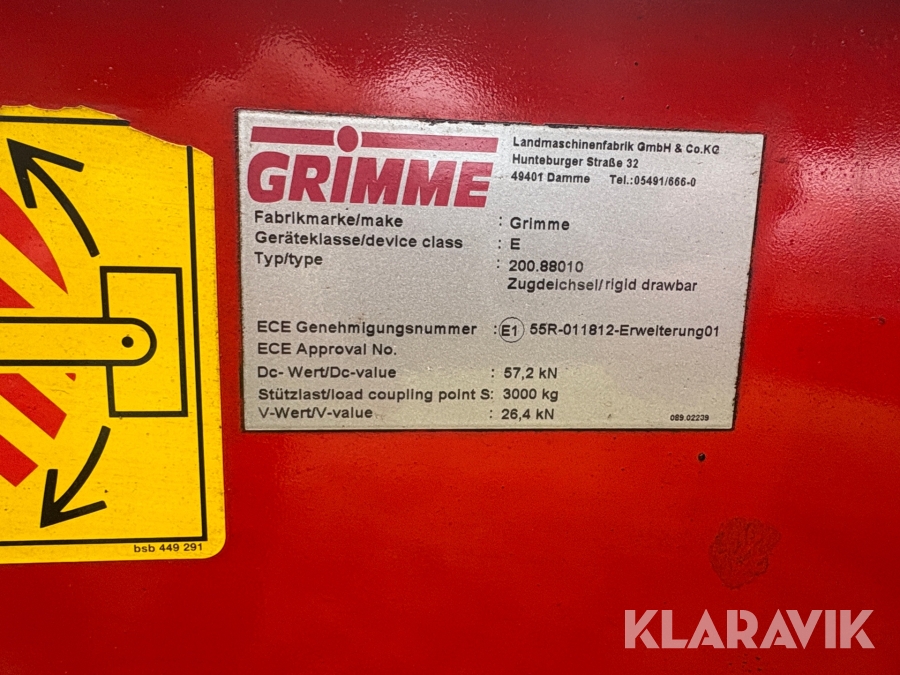 GRIMME
Landmaschinenfabrik GmbH & Co.KG
Hunteburger Straße 32
49401 Damme Tel.:05491/666-0
Fabrikmarke/make : Grimme
Geräteklasse/device class : E
Typ/type : 200.88010
Zugdeichsel/rigid drawbar
ECE Genehmigungsnummer : E1 55R-011812-Erweiterung01
ECE Approval No.
Dc- Wert/Dc-value : 57,2 kN
Stützlast/load coupling point S: 3000 kg
V-Wert/V-value : 26,4 kN
089.02239
bsb 449 291
KLARAVIK